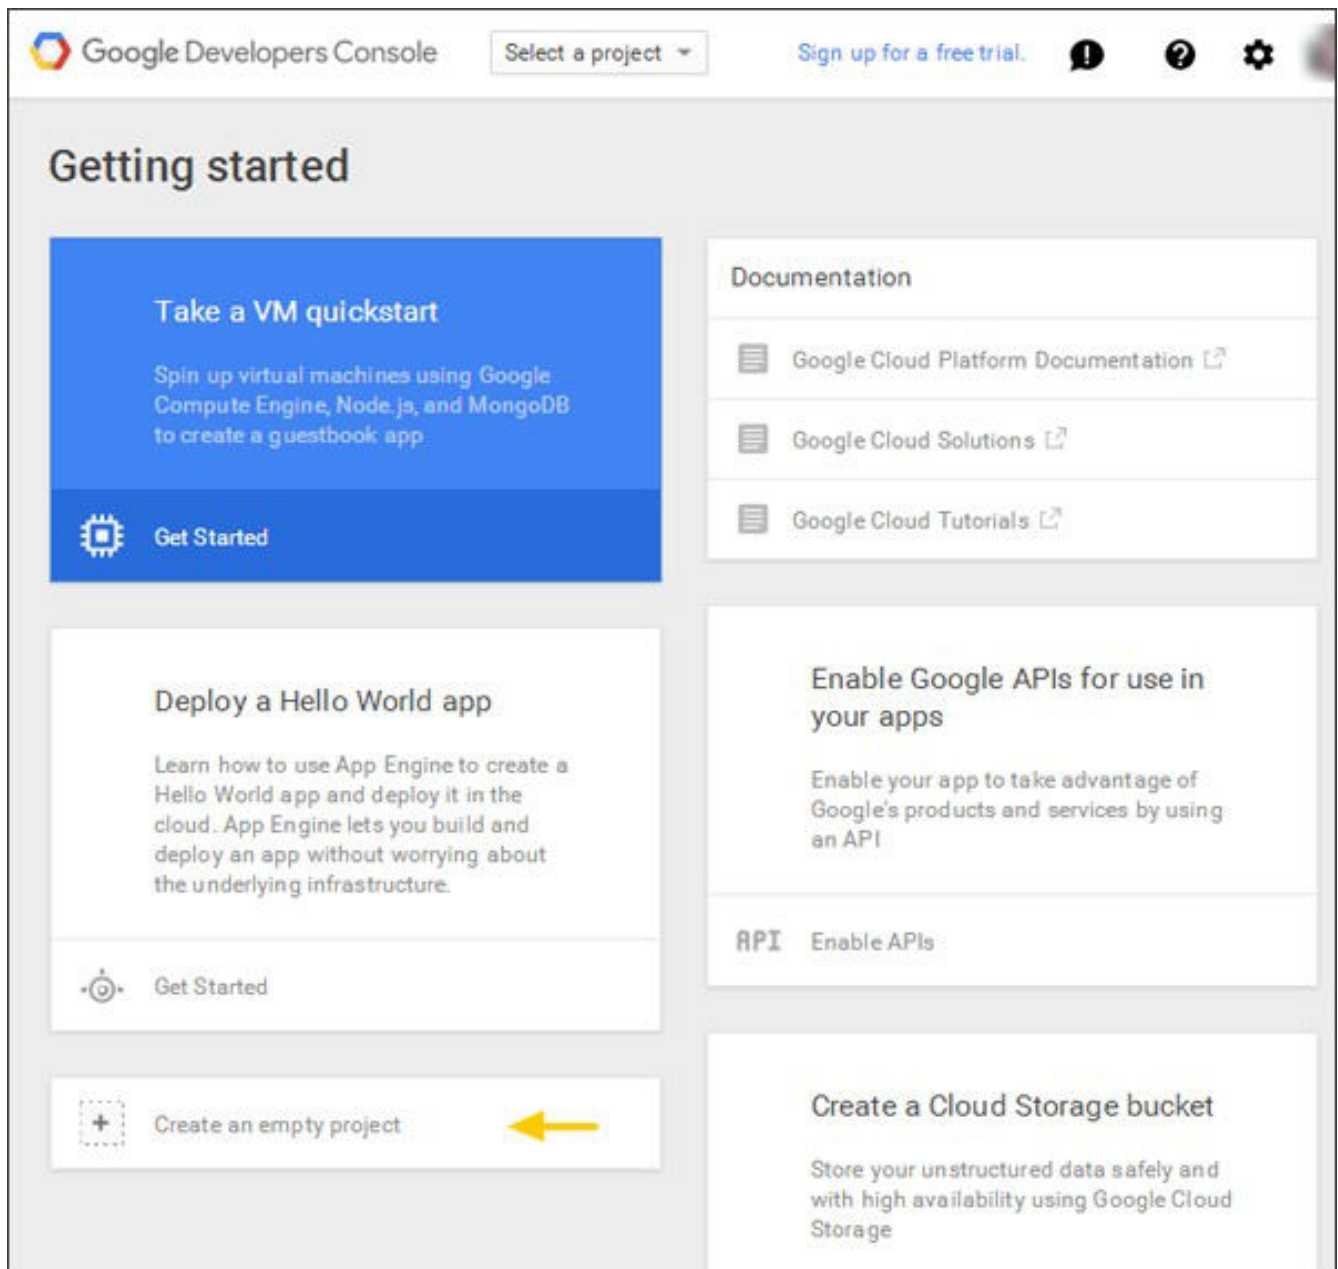 Google Developers Console
Select a project
Sign up for a free trial.
Getting started
Take a VM quickstart
Spin up virtual machines using Google
Compute Engine, Node.js, and MongoDB
to create a guestbook app
Get Started
Deploy a Hello World app
Learn how to use App Engine to create a
Hello World app and deploy it in the
cloud. App Engine lets you build and
deploy an app without worrying about
the underlying infrastructure.
Get Started
Create an empty project
Documentation
Google Cloud Platform Documentation
Google Cloud Solutions
Google Cloud Tutorials
Enable Google APIs for use in
your apps
Enable your app to take advantage of
Google's products and services by using
an API
API Enable APIs
Create a Cloud Storage bucket
Store your unstructured data safely and
with high availability using Google Cloud
Storage